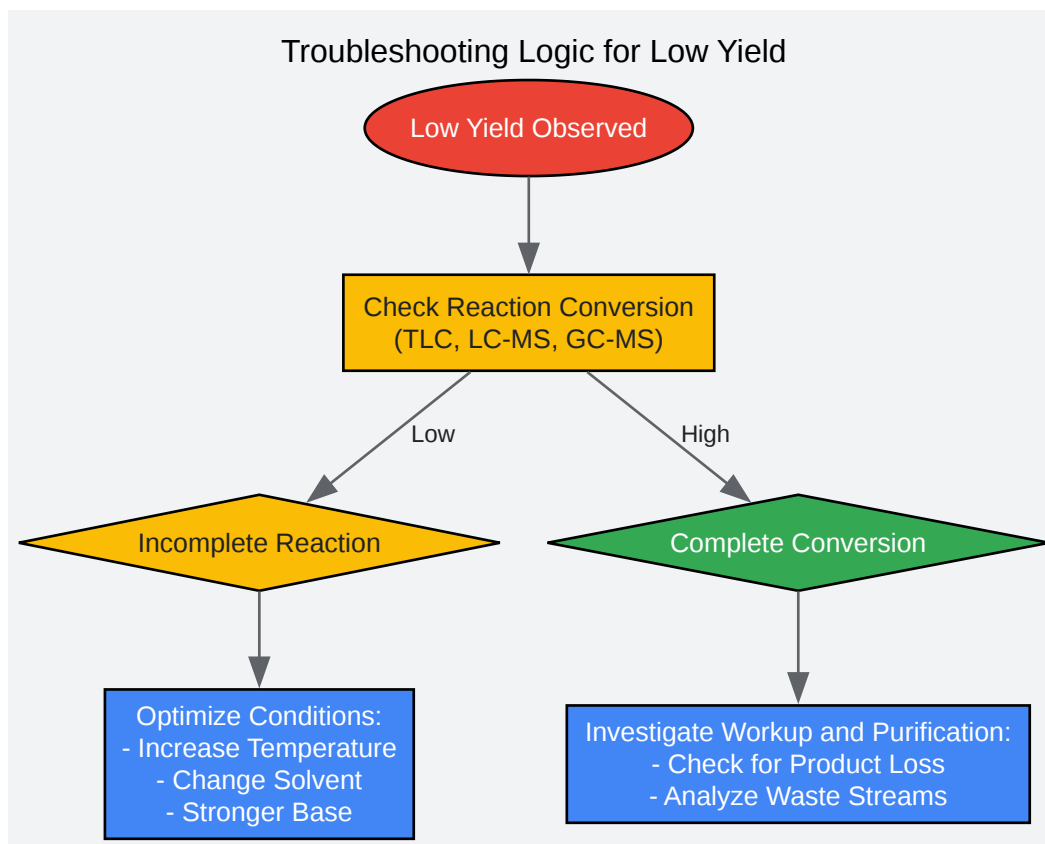 Troubleshooting Logic for Low Yield
Low Yield Observed
Check Reaction Conversion
(TLC, LC-MS, GC-MS)
Low
High
Incomplete Reaction
Complete Conversion
Optimize Conditions:
- Increase Temperature
- Change Solvent
- Stronger Base
Investigate Workup and Purification:
- Check for Product Loss
- Analyze Waste Streams